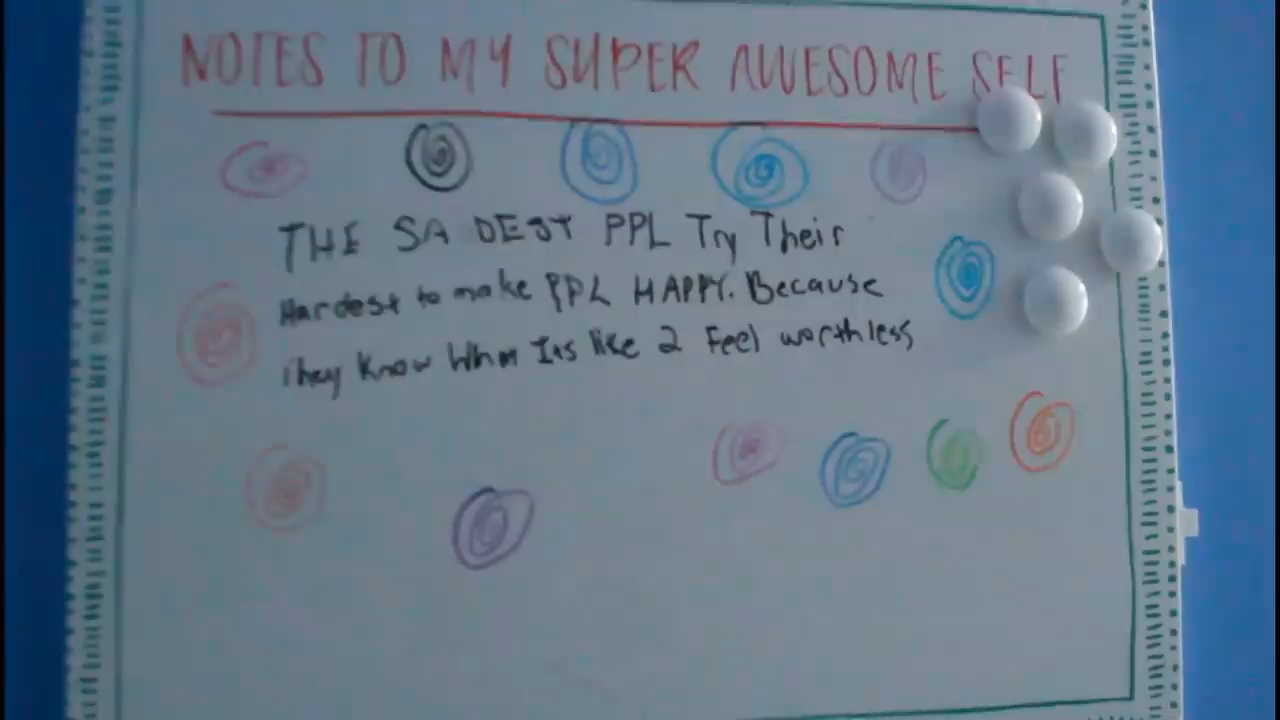 NOTES TO MY SUPER AWESOME SELF
THE SADEST PPL Try Their
Hardest to make PPL HAPPY. Because
They Know Whn Its like 2 Feel worthless